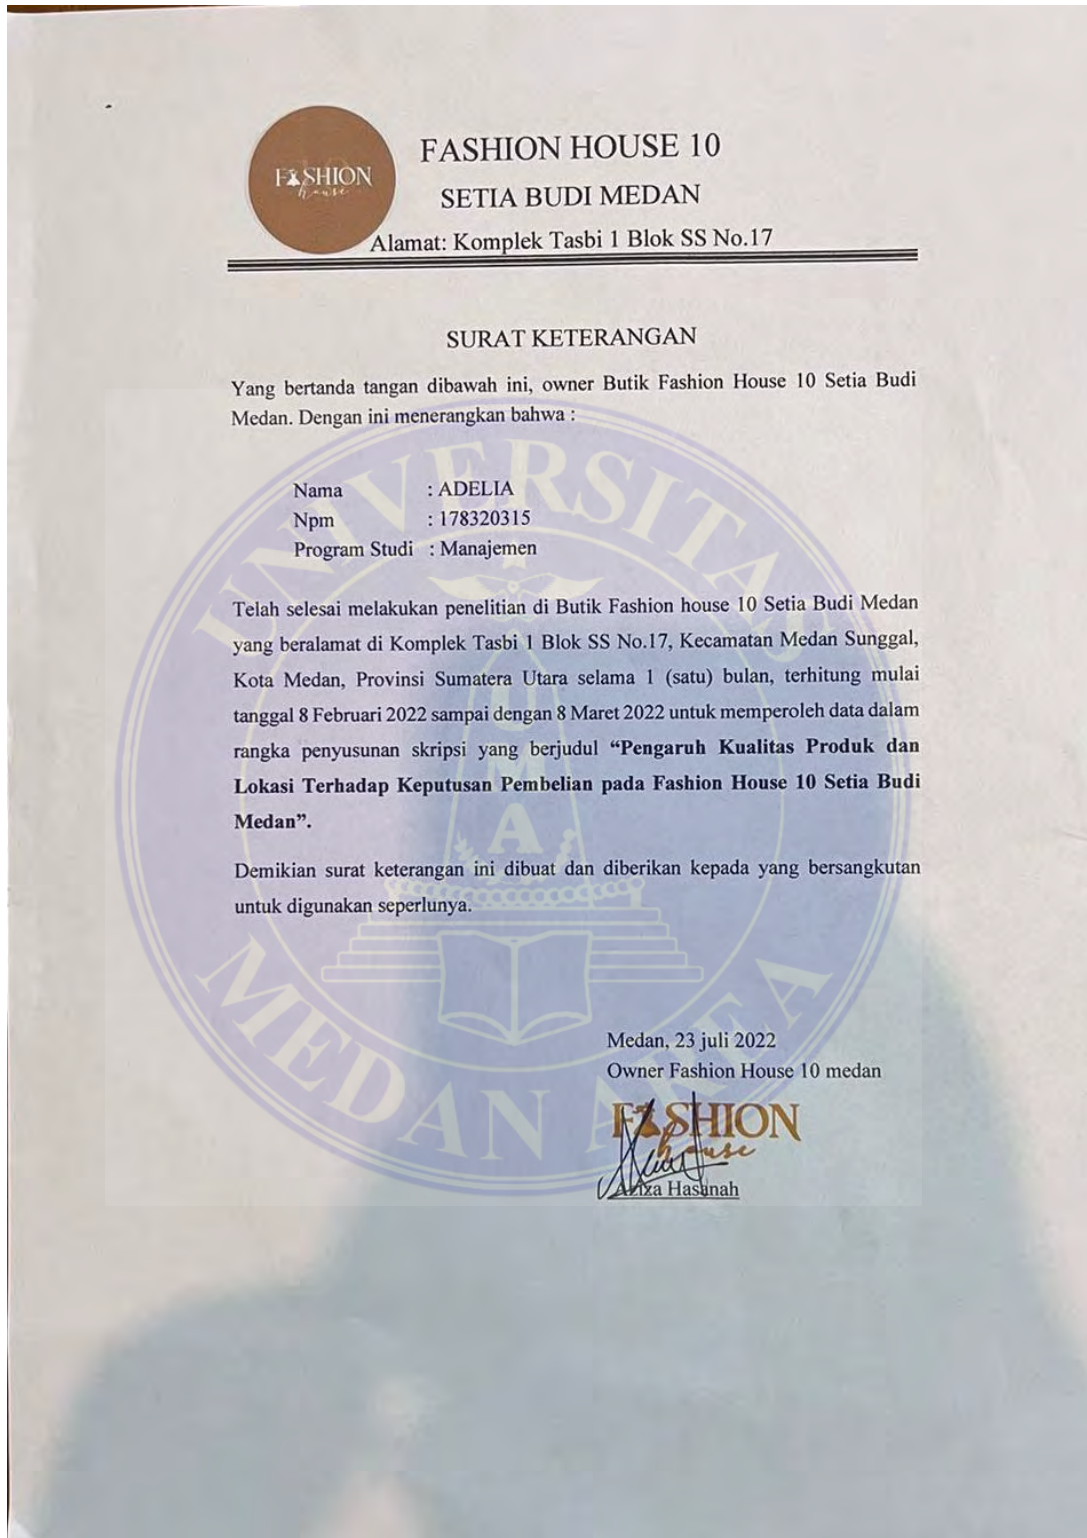 FASHION
house
FASHION HOUSE 10
SETIA BUDI MEDAN
Alamat: Komplek Tasbi 1 Blok SS No.17
SURAT KETERANGAN
Yang bertanda tangan dibawah ini, owner Butik Fashion House 10 Setia Budi
Medan. Dengan ini menerangkan bahwa :
Nama : ADELIA
Npm : 178320315
Program Studi : Manajemen
Telah selesai melakukan penelitian di Butik Fashion house 10 Setia Budi Medan
yang beralamat di Komplek Tasbi 1 Blok SS No.17, Kecamatan Medan Sunggal,
Kota Medan, Provinsi Sumatera Utara selama 1 (satu) bulan, terhitung mulai
tanggal 8 Februari 2022 sampai dengan 8 Maret 2022 untuk memperoleh data dalam
rangka penyusunan skripsi yang berjudul “Pengaruh Kualitas Produk dan
Lokasi Terhadap Keputusan Pembelian pada Fashion House 10 Setia Budi
Medan”.
Demikian surat keterangan ini dibuat dan diberikan kepada yang bersangkutan
untuk digunakan seperlunya.
Medan, 23 juli 2022
Owner Fashion House 10 medan
FASHION
house
Aziza Hasanah
UNIVERSITAS
UMA
MEDAN AREA